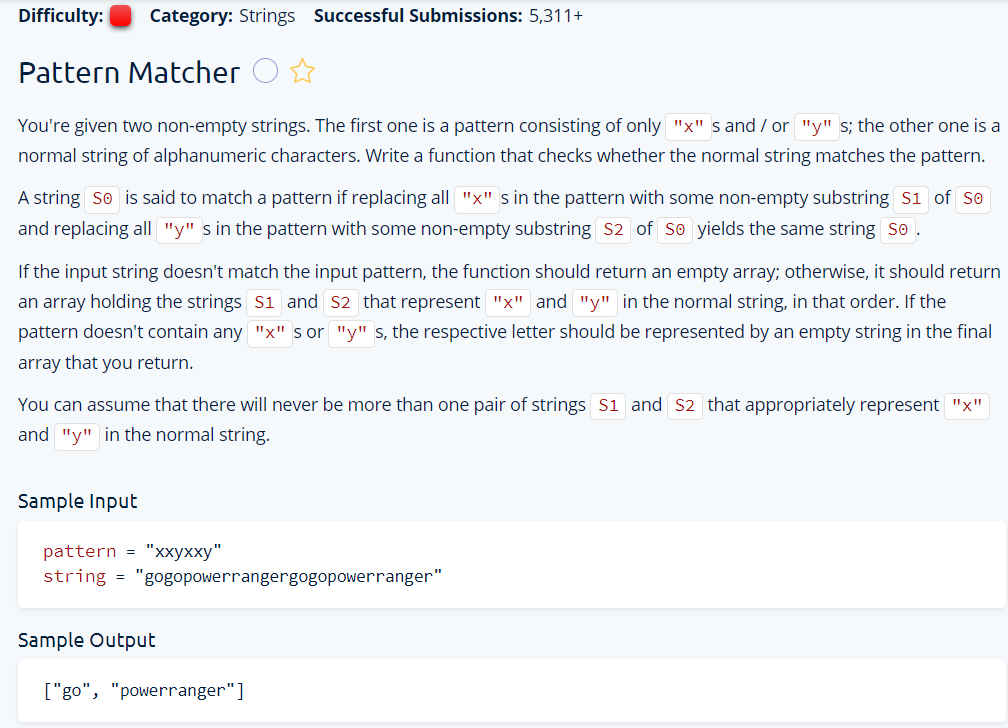 Difficulty: Category: Strings Successful Submissions: 5,311+
Pattern Matcher
You're given two non-empty strings. The first one is a pattern consisting of only "x" s and / or "y" s; the other one is a
normal string of alphanumeric characters. Write a function that checks whether the normal string matches the pattern.
A string S0 is said to match a pattern if replacing all "x" s in the pattern with some non-empty substring S1 of S0
and replacing all "y" s in the pattern with some non-empty substring S2 of S0 yields the same string S0 .
If the input string doesn't match the input pattern, the function should return an empty array; otherwise, it should return
an array holding the strings S1 and S2 that represent "x" and "y" in the normal string, in that order. If the
pattern doesn't contain any "x" s or "y" s, the respective letter should be represented by an empty string in the final
array that you return.
You can assume that there will never be more than one pair of strings S1 and S2 that appropriately represent "x"
and "y" in the normal string.
Sample Input
pattern = "xxyxxy"
string = "gogopowerrangergogopowerranger"
Sample Output
["go", "powerranger"]